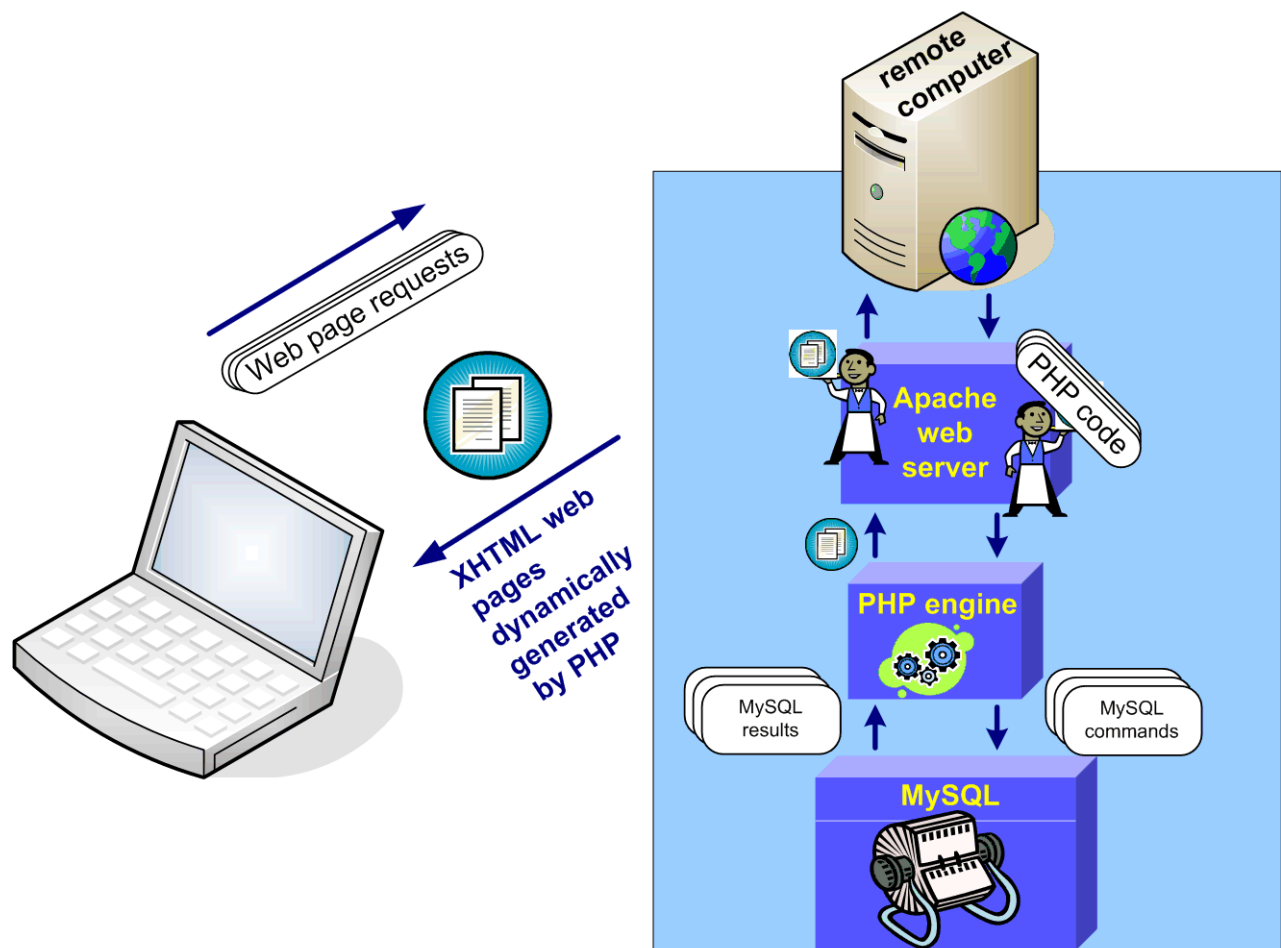 remote
computer
Web page requests
PHP code
Apache
web
server
XHTML web
pages
dynamically
generated
by PHP
PHP engine
MySQL
results
MySQL
commands
MySQL